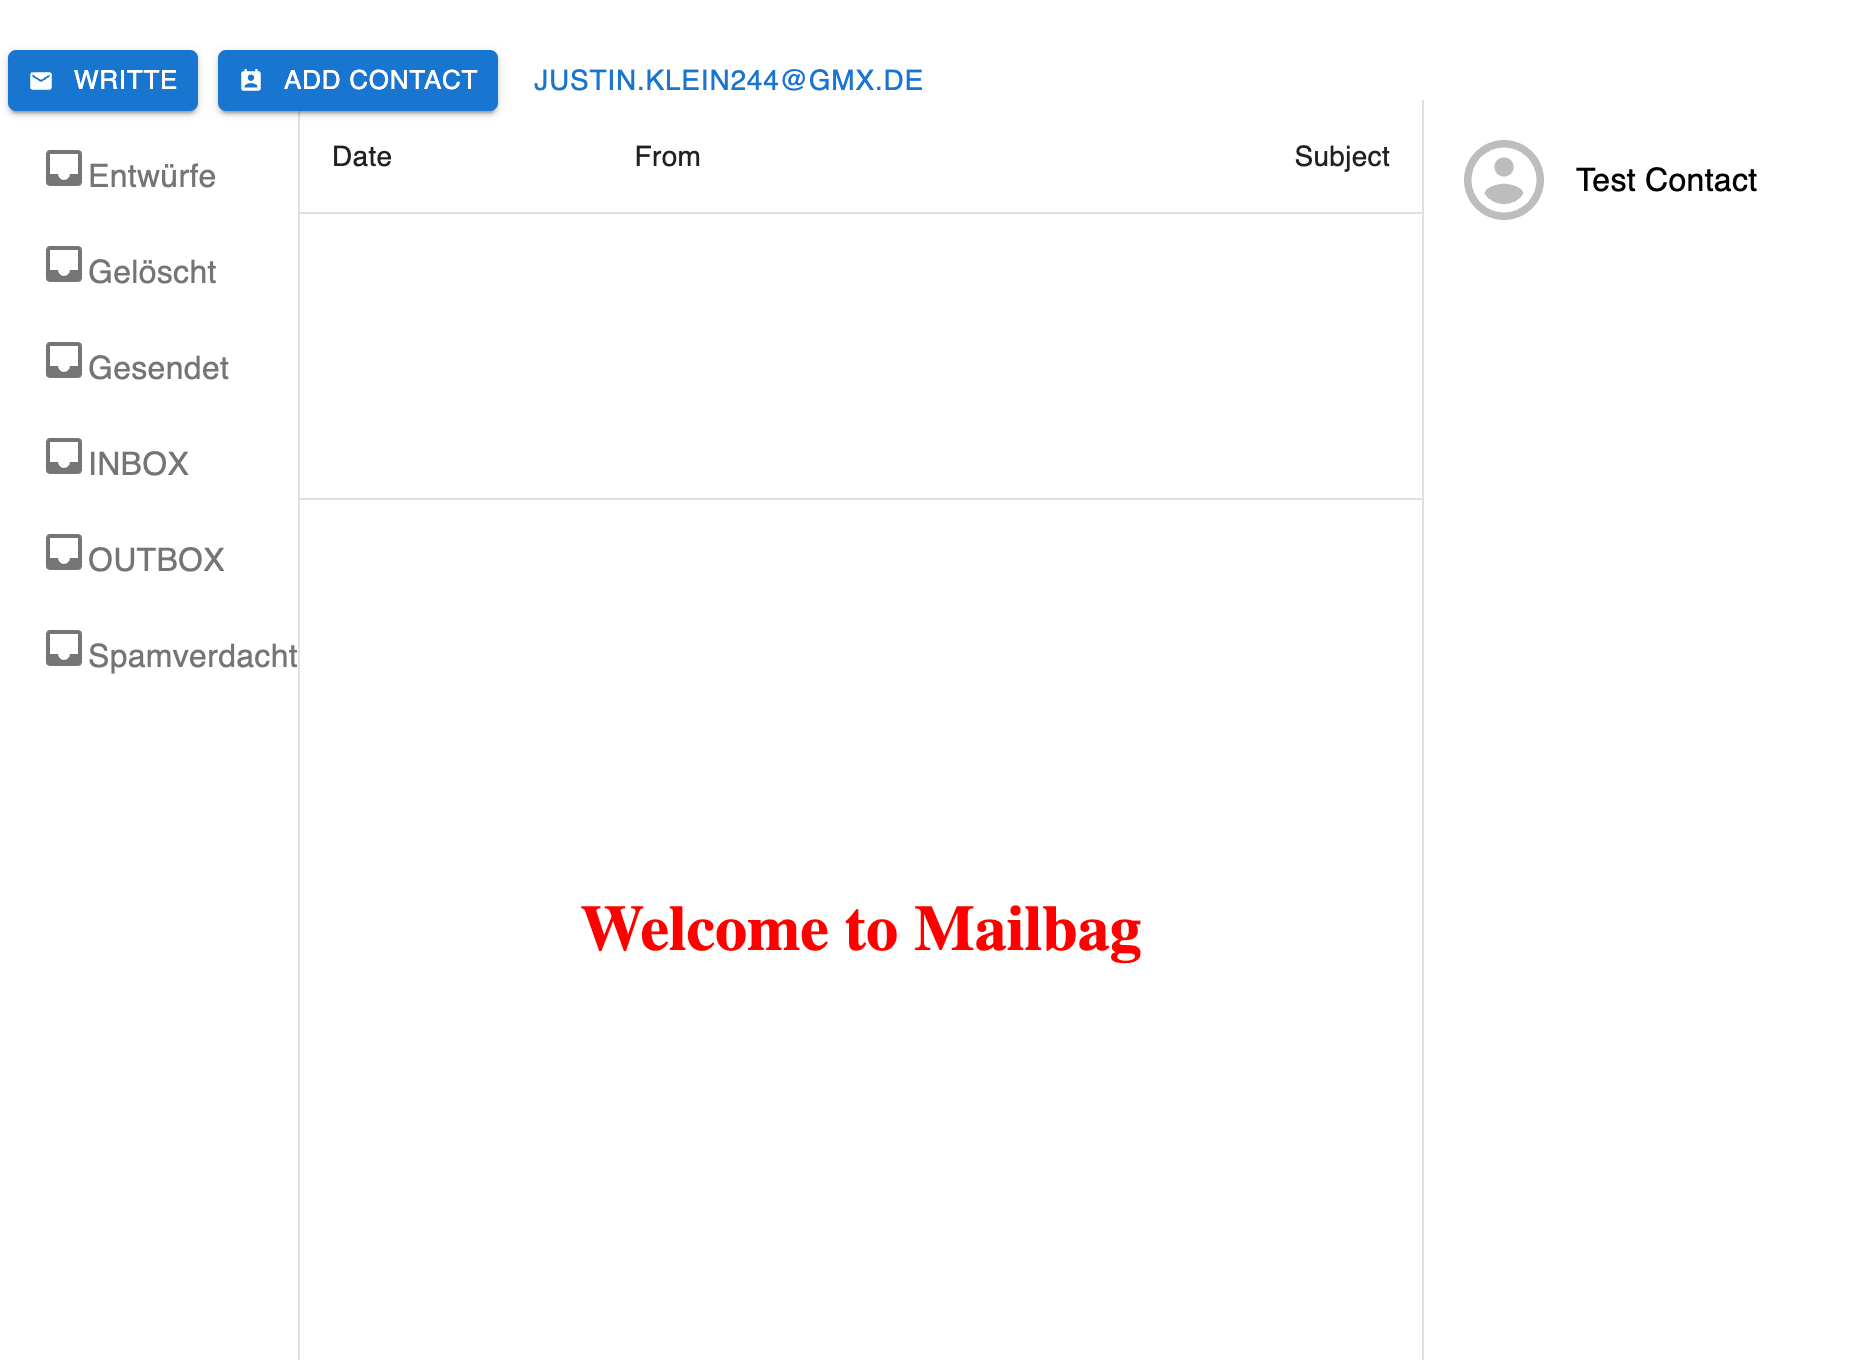 WRITTE ADD CONTACT JUSTIN.KLEIN244@GMX.DE
Entwürfe
Gelöscht
Gesendet
INBOX
OUTBOX
Spamverdacht
Date From Subject
Welcome to Mailbag
Test Contact